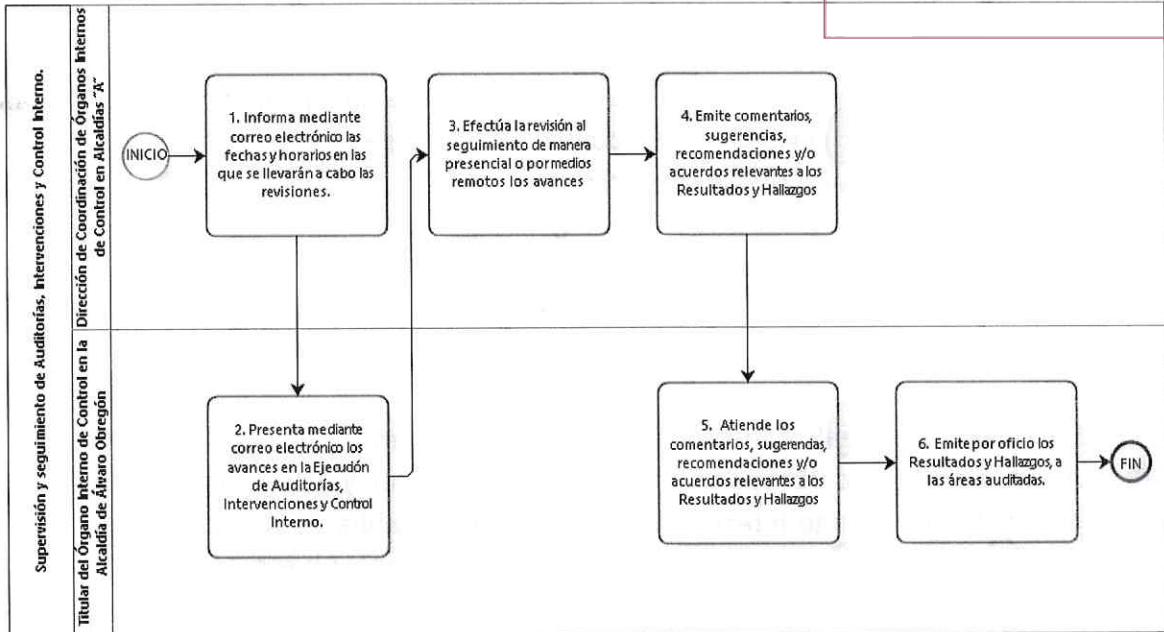 Supervisión y seguimiento de Auditorías, Intervenciones y Control Interno.
Dirección de Coordinación de Órganos Internos
de Control en Alcaldías "A"
INICIO
1. Informa mediante
correo electrónico las
fechas y horarios en las
que se llevarán a cabo las
revisiones.
3. Efectúa la revisión al
seguimiento de manera
presencial o por medios
remotos los avances
4. Emite comentarios,
sugerencias,
recomendaciones y/o
acuerdos relevantes a los
Resultados y Hallazgos
Titular del Órgano Interno de Control en la
Alcaldía de Álvaro Obregón
2. Presenta mediante
correo electrónico los
avances en la Ejecución
de Auditorías,
Intervenciones y Control
Interno.
5. Atiende los
comentarios, sugerencias,
recomendaciones y/o
acuerdos relevantes a los
Resultados y Hallazgos
6. Emite por oficio los
Resultados y Hallazgos, a
las áreas auditadas.
FIN